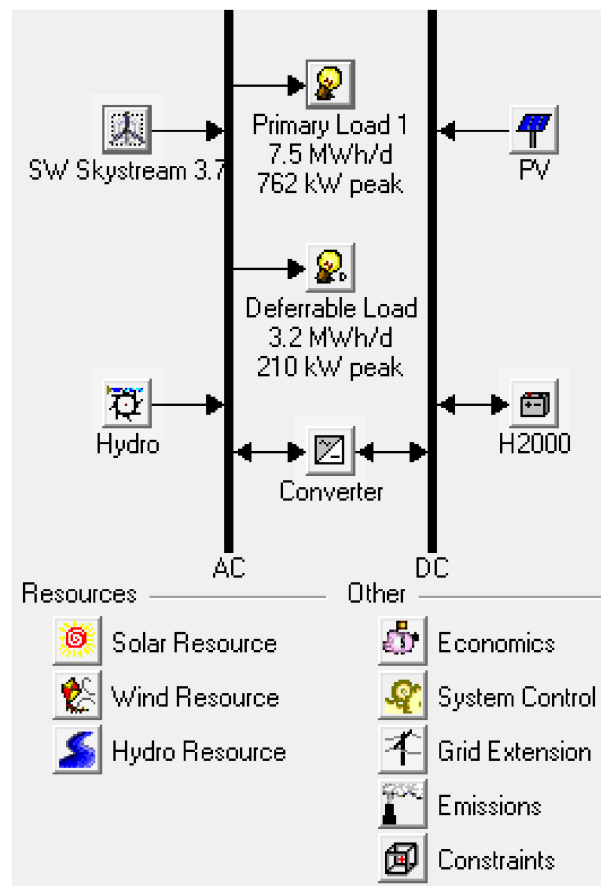 Primary Load 1
7.5 MWh/d
762 kW peak
SW Skystream 3.7
PV
Deferrable Load
3.2 MWh/d
210 kW peak
Hydro
H2000
Converter
AC
DC
Resources
Other
Solar Resource
Economics
Wind Resource
System Control
Hydro Resource
Grid Extension
Emissions
Constraints